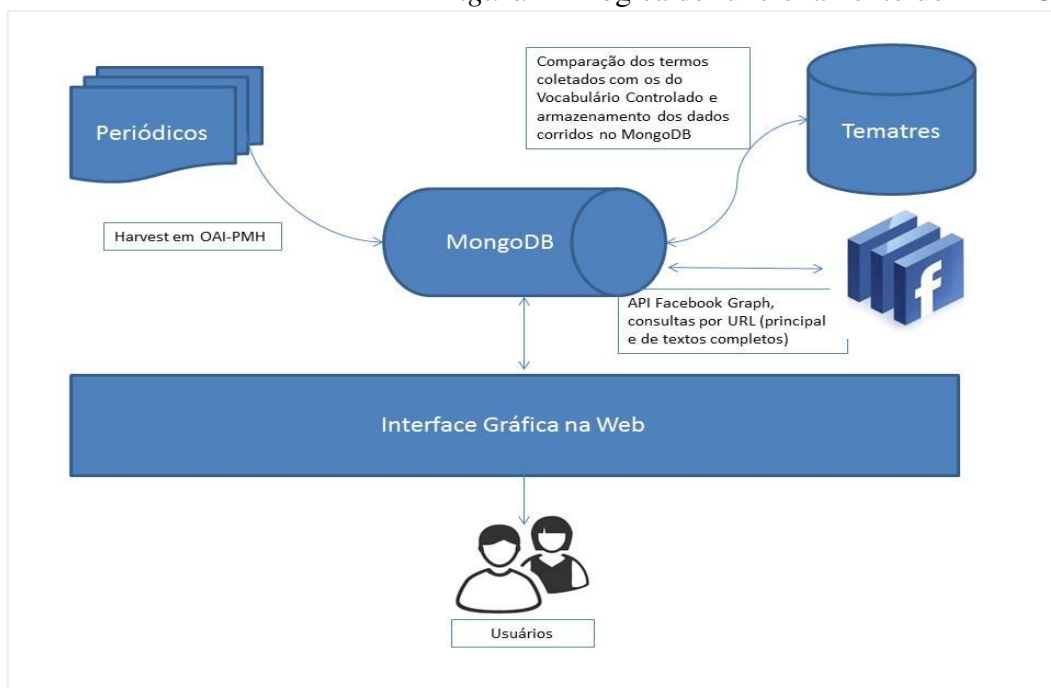 Periódicos
Harvest em OAI-PMH
Comparação dos termos
coletados com os do
Vocabulário Controlado e
armazenamento dos dados
corridos no MongoDB
Tematres
MongoDB
API Facebook Graph,
consultas por URL (principal
e de textos completos)
f
Interface Gráfica na Web
Usuários